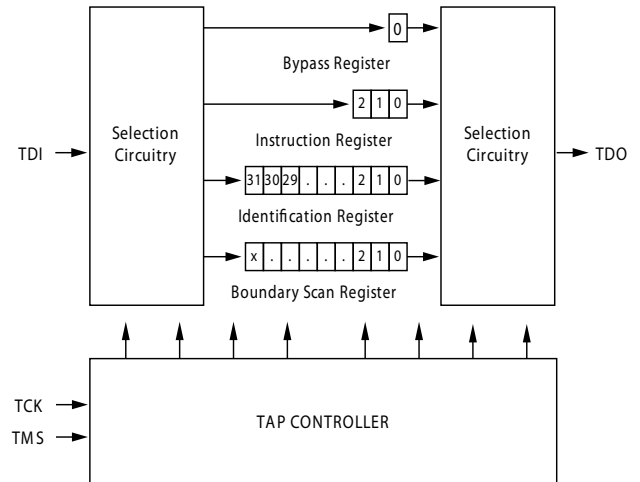 0
Bypass Register
2 1 0
Selection
Circuitry
Selection
Circuitry
TDI
TDO
Instruction Register
31 30 29 . . . 2 1 0
Identification Register
x . . . . . 2 1 0
Boundary Scan Register
TCK
TMS
TAP CONTROLLER